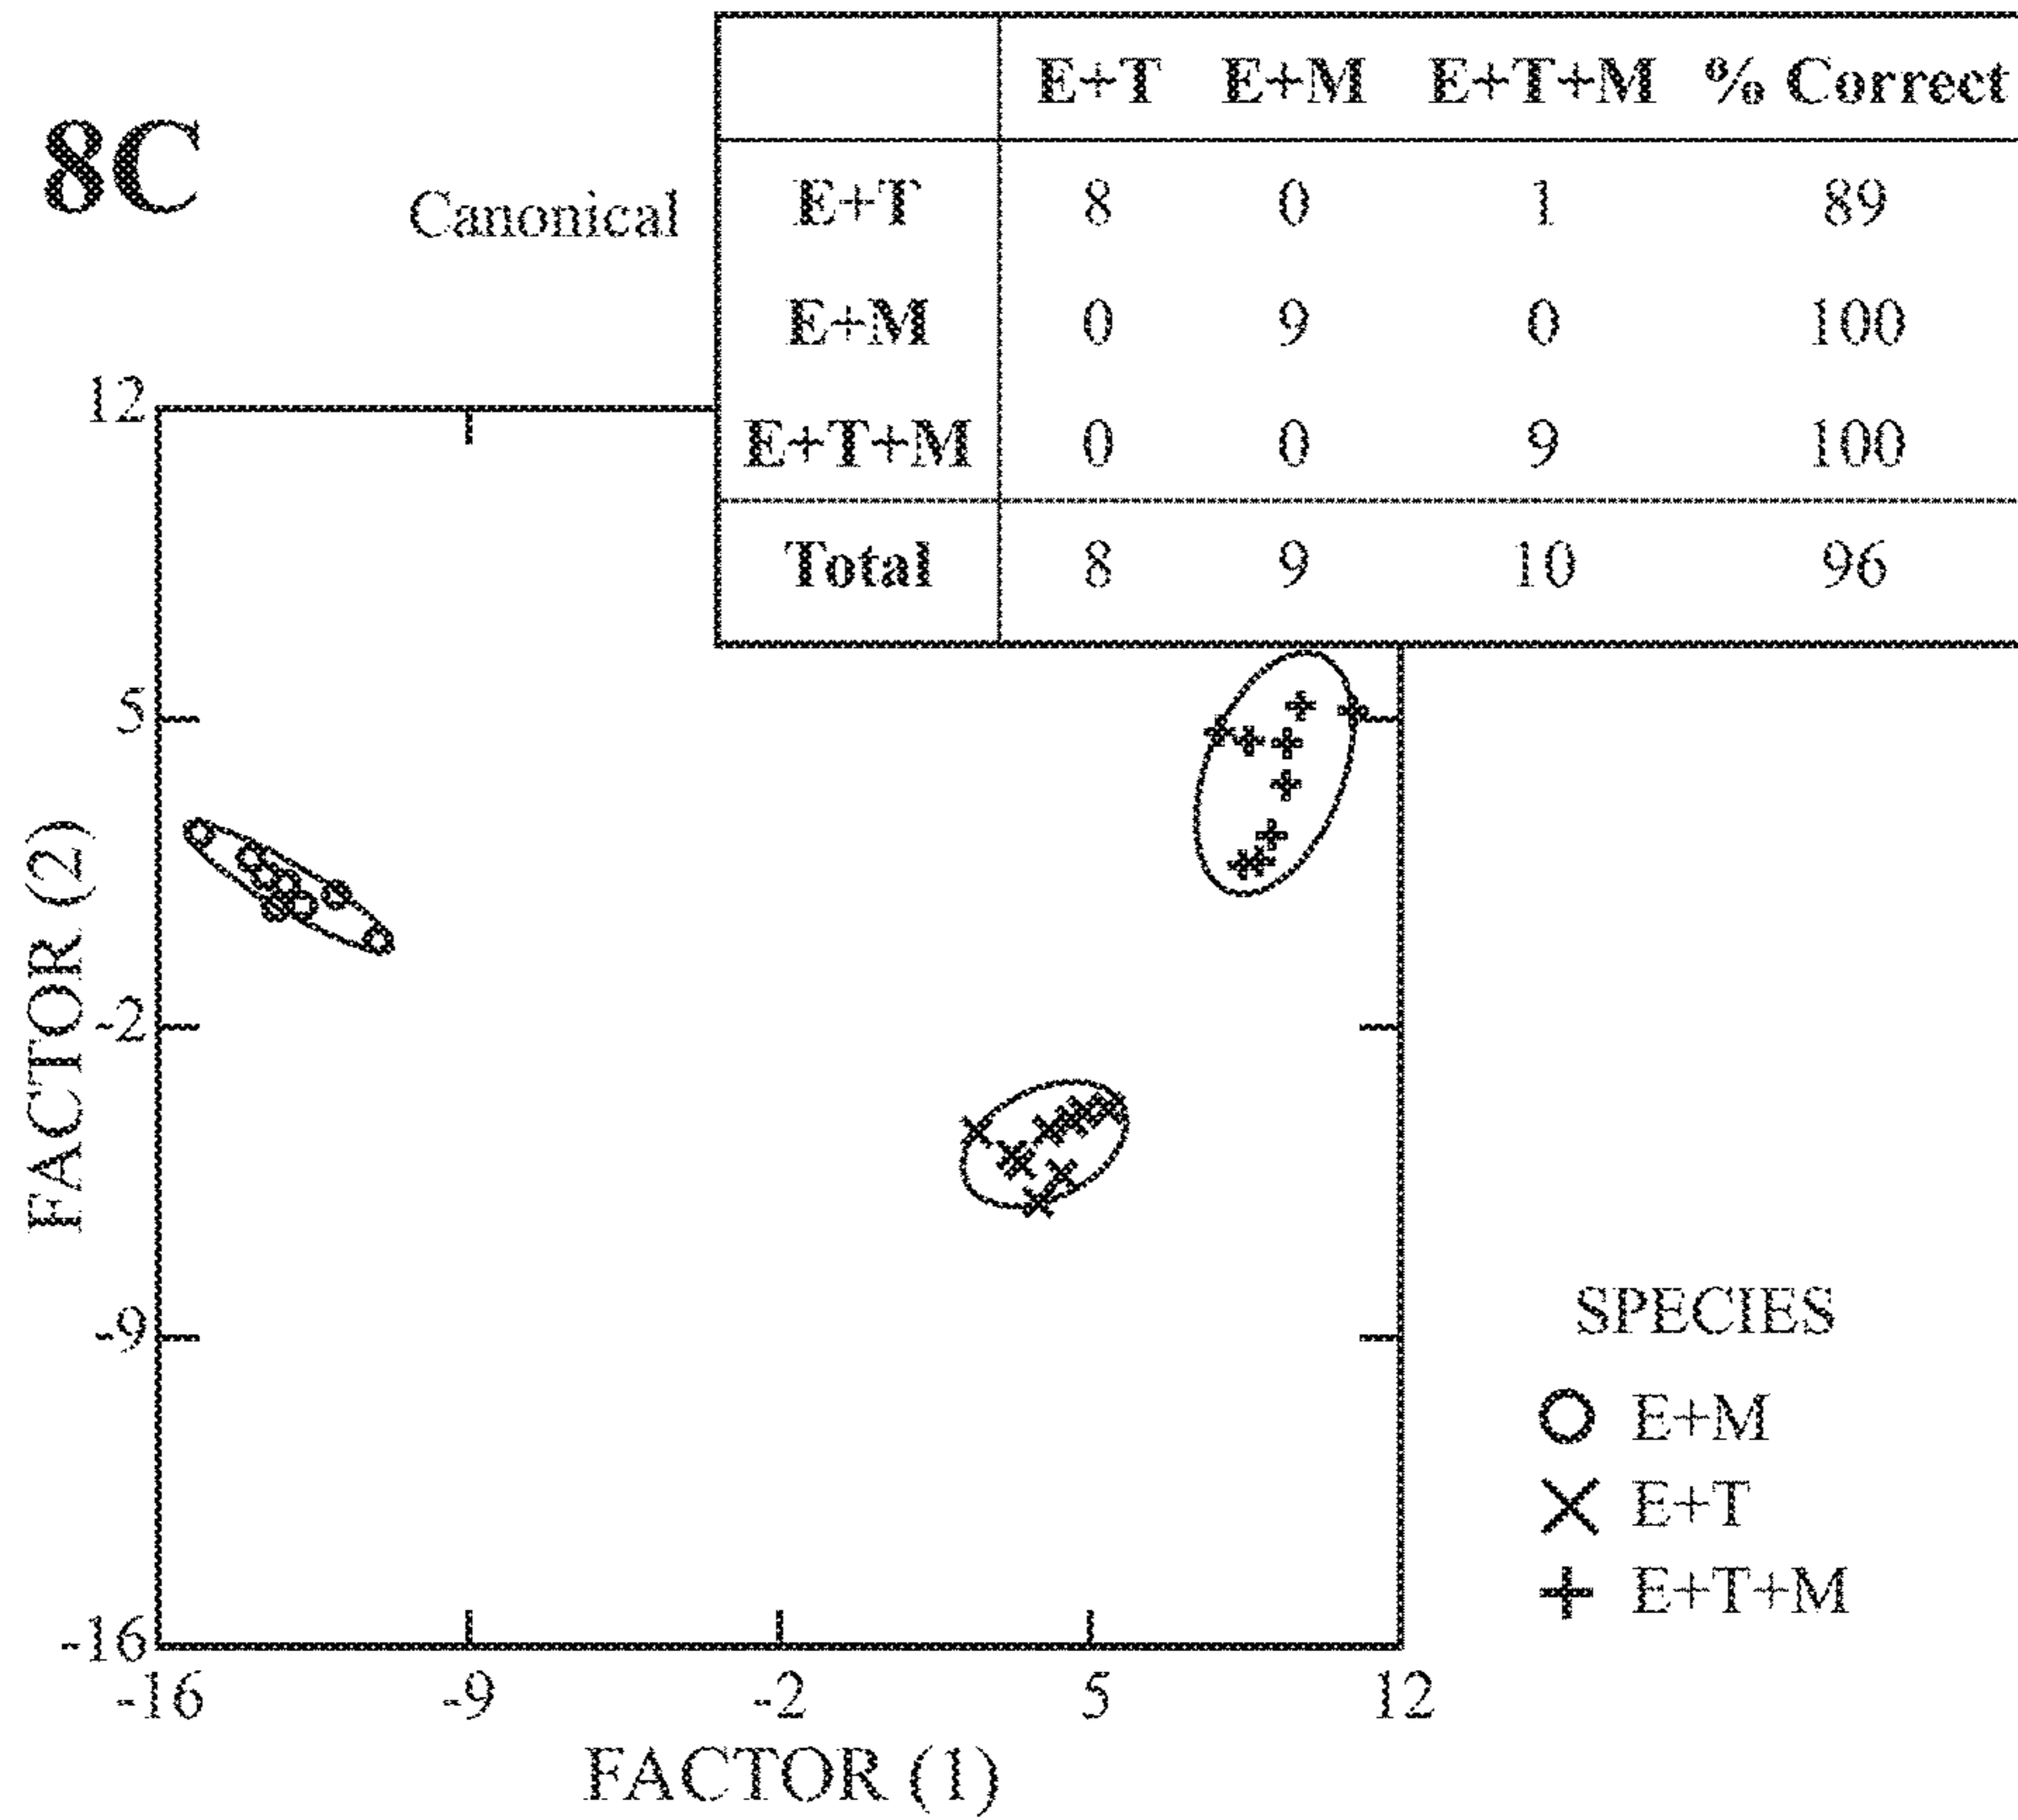 8C
Canonical
E+T E+M E+T+M % Correct
E+T 8 0 1 89
E+M 0 9 0 100
E+T+M 0 0 9 100
Total 8 9 10 96
12
5
-2
-9
-16
FACTOR (2)
-16 -9 -2 5 12
FACTOR (1)
SPECIES
E+M
E+T
E+T+M